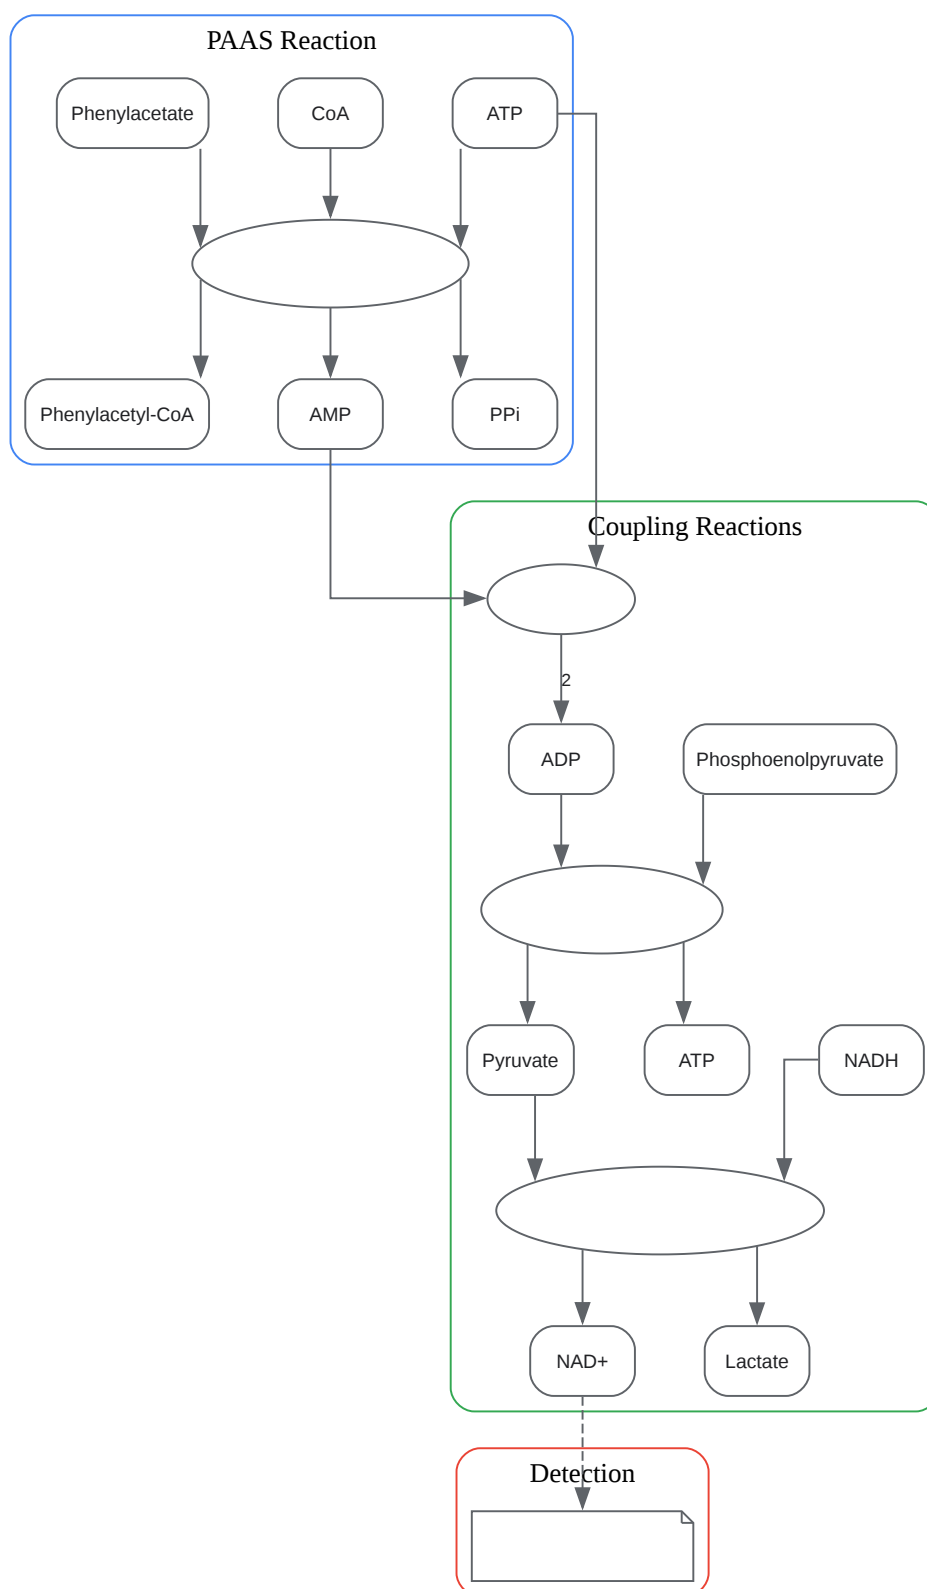 PAAS Reaction
Phenylacetate
CoA
ATP
Phenylacetyl-CoA
AMP
PPi
Coupling Reactions
2
ADP
Phosphoenolpyruvate
Pyruvate
ATP
NADH
NAD+
Lactate
Detection